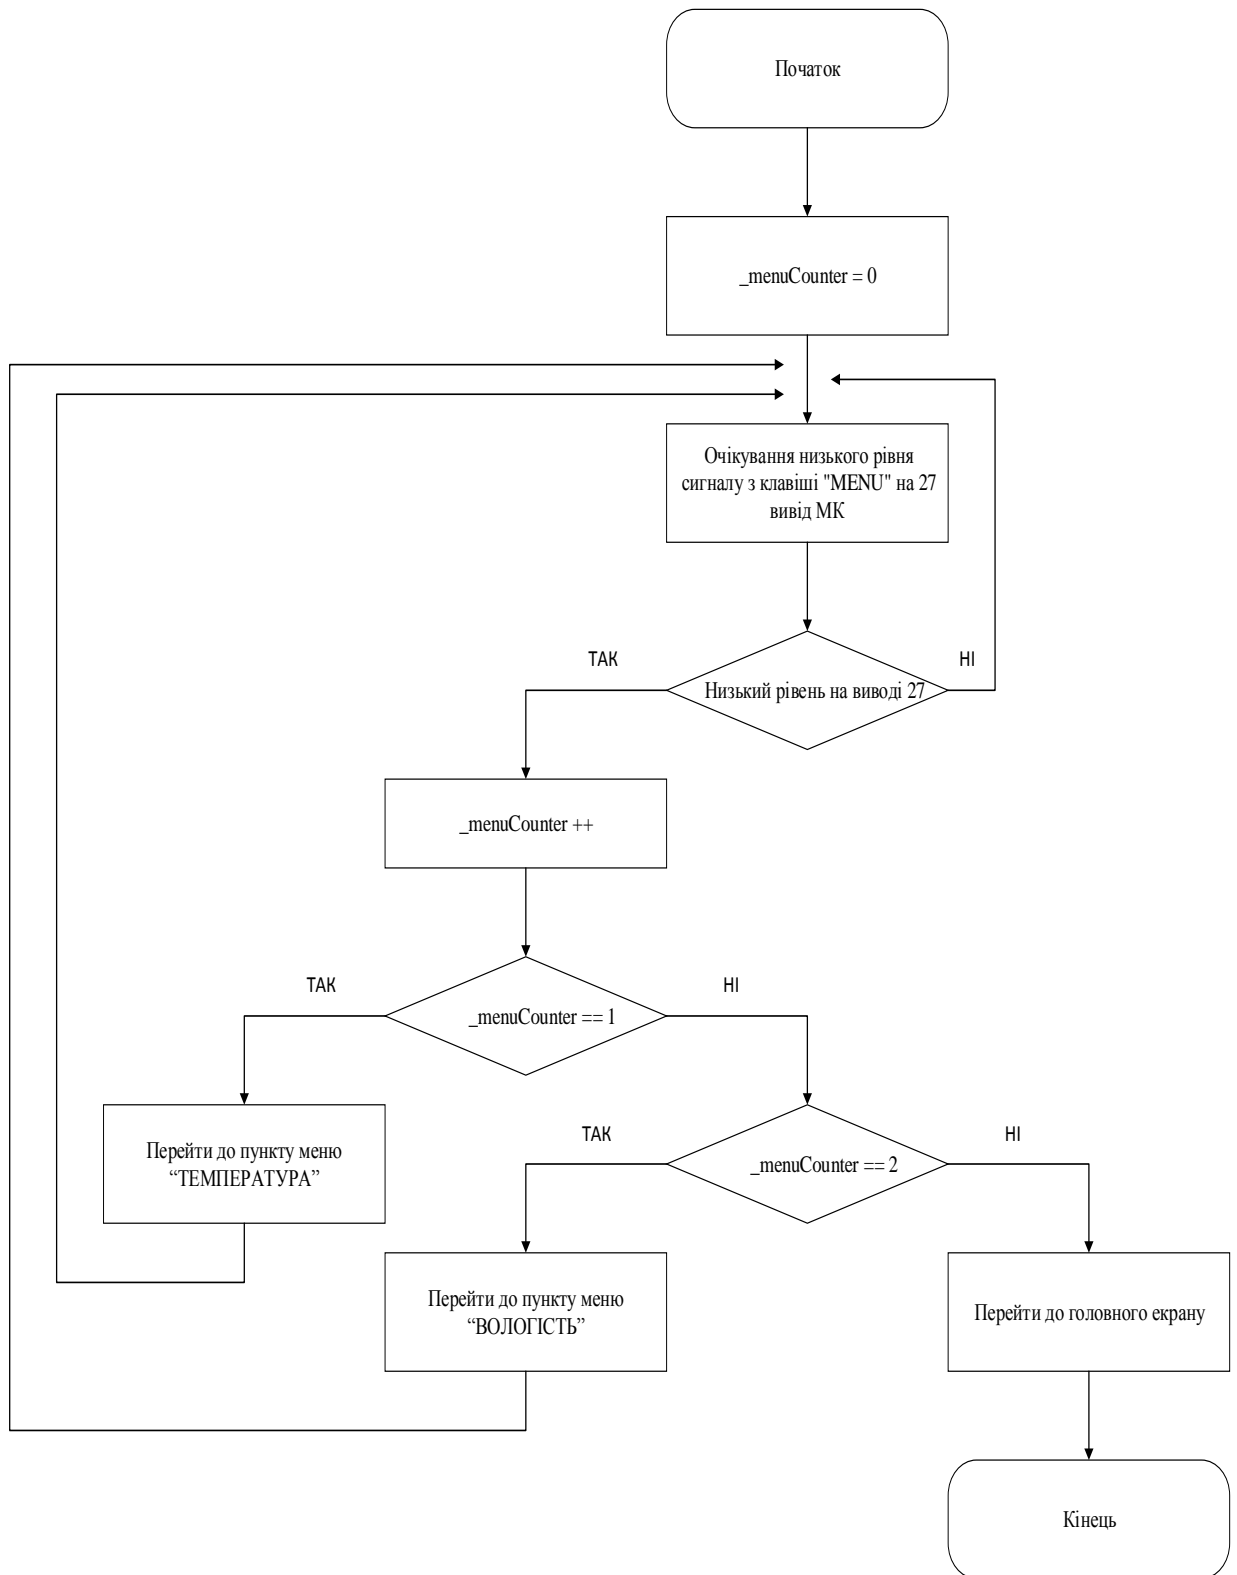 Початок
_menuCounter = 0
Очікування низького рівня
сигналу з клавіші "MENU" на 27
вивід МК
ТАК
НІ
Низький рівень на виводі 27
_menuCounter ++
ТАК
НІ
_menuCounter == 1
Перейти до пункту меню
“ТЕМПЕРАТУРА”
ТАК
НІ
_menuCounter == 2
Перейти до пункту меню
“ВОЛОГІСТЬ”
Перейти до головного екрану
Кінець